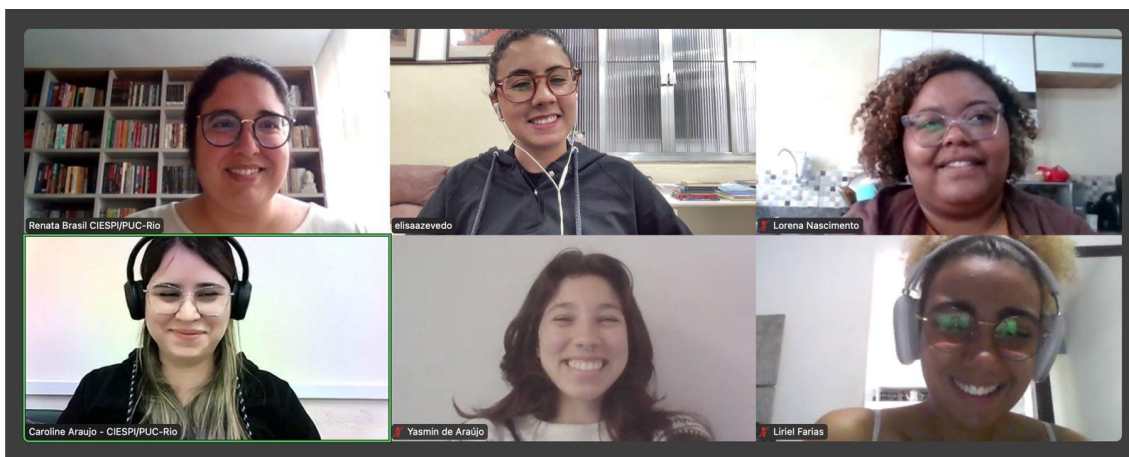 Renata Brasil CIESPI/PUC-Rio
elisaazevedo
Lorena Nascimento
Caroline Araujo - CIESPI/PUC-Rio
Yasmin de Araújo
Liriel Farias